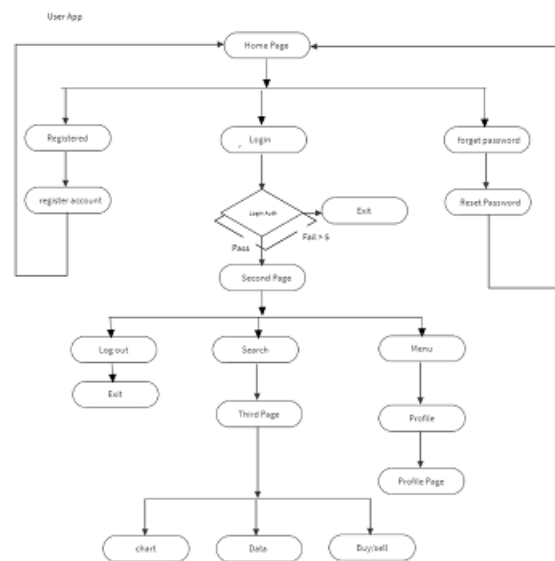 User App
Home Page
Registered
Login
forget password
register account
Reset Password
Login Auth
Exit
Pass
Fail > 5
Second Page
Log out
Search
Menu
Exit
Third Page
Profile
Profile Page
chart
Data
Buy/sell